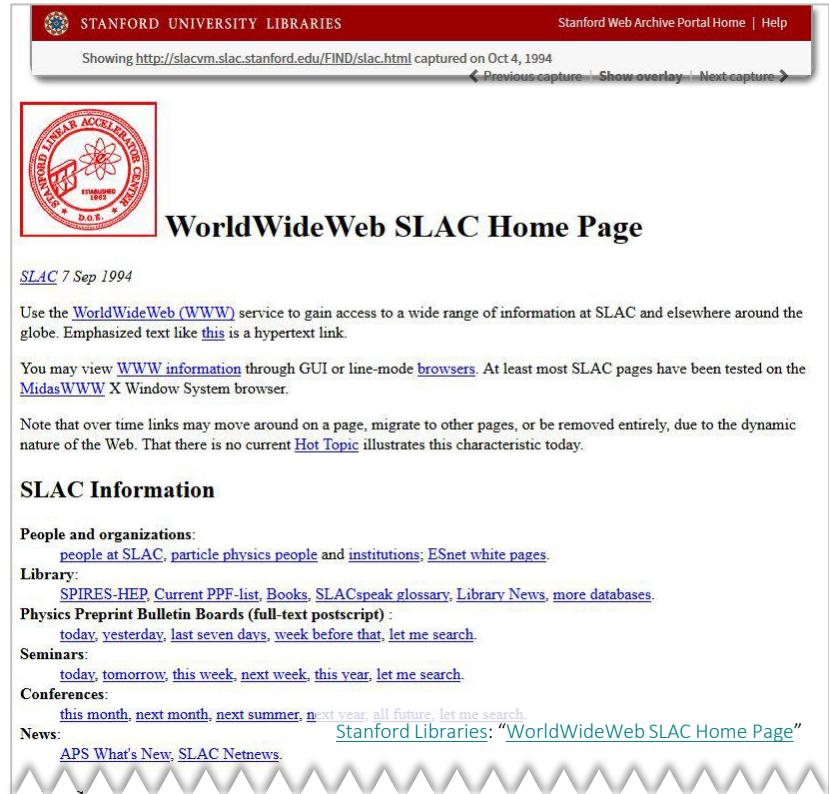 STANFORD UNIVERSITY LIBRARIES
Stanford Web Archive Portal Home | Help
Showing http://slacvm.slac.stanford.edu/FIND/slac.html captured on Oct 4, 1994
Previous capture | Show overlay | Next capture
STANFORD LINEAR ACCELERATOR CENTER
ESTABLISHED
1962
D.O.E.
WorldWideWeb SLAC Home Page
SLAC 7 Sep 1994
Use the WorldWideWeb (WWW) service to gain access to a wide range of information at SLAC and elsewhere around the
globe. Emphasized text like this is a hypertext link.
You may view WWW information through GUI or line-mode browsers. At least most SLAC pages have been tested on the
MidasWWW X Window System browser.
Note that over time links may move around on a page, migrate to other pages, or be removed entirely, due to the dynamic
nature of the Web. That there is no current Hot Topic illustrates this characteristic today.
SLAC Information
People and organizations:
people at SLAC, particle physics people and institutions; ESnet white pages.
Library:
SPIRES-HEP, Current PPF-list, Books, SLACspeak glossary, Library News, more databases.
Physics Preprint Bulletin Boards (full-text postscript) :
today, yesterday, last seven days, week before that, let me search.
Seminars:
today, tomorrow, this week, next week, this year, let me search.
Conferences:
this month, next month, next summer, next year, all future, let me search.
News:
APS What's New, SLAC Netnews.
Stanford Libraries: “WorldWideWeb SLAC Home Page”